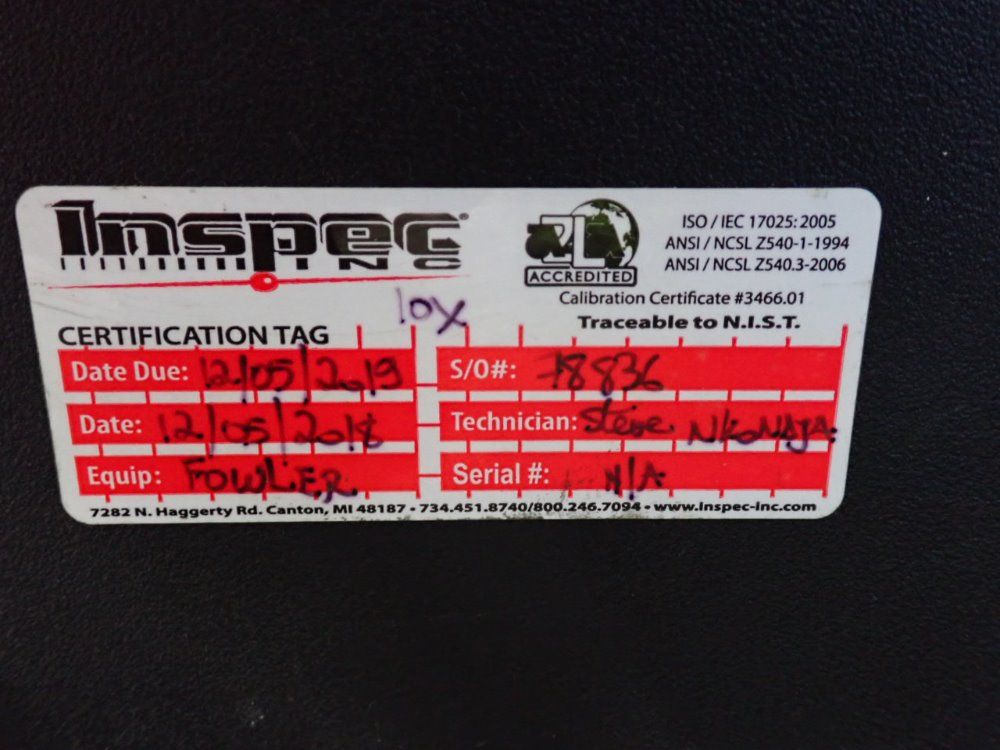 Inspec
INC
A2LA
ACCREDITED
ISO / IEC 17025: 2005
ANSI / NCSL Z540-1-1994
ANSI / NCSL Z540.3-2006
Calibration Certificate #3466.01
Traceable to N.I.S.T.
10X
CERTIFICATION TAG
Date Due: 12/05/2019
S/O#: 78836
Date: 12/05/2018
Technician: Steve
Equip: FOWLER
Serial #: N/A
7282 N. Haggerty Rd. Canton, MI 48187 • 734.451.8740/800.246.7094 • www.Inspec-Inc.com